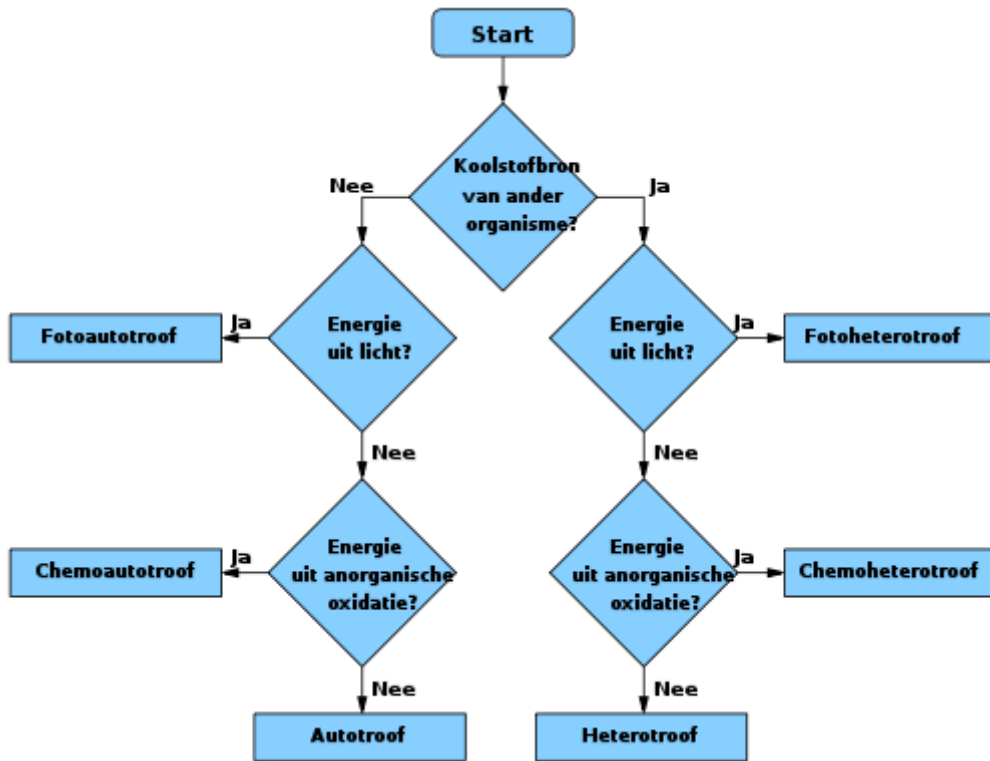 Start
Koolstofbron
van ander
organisme?
Nee
Ja
Energie
uit licht?
Energie
uit licht?
Ja
Fotoautotroof
Ja
Fotoheterotroof
Nee
Nee
Energie
uit anorganische
oxidatie?
Energie
uit anorganische
oxidatie?
Ja
Chemoautotroof
Ja
Chemoheterotroof
Nee
Nee
Autotroof
Heterotroof